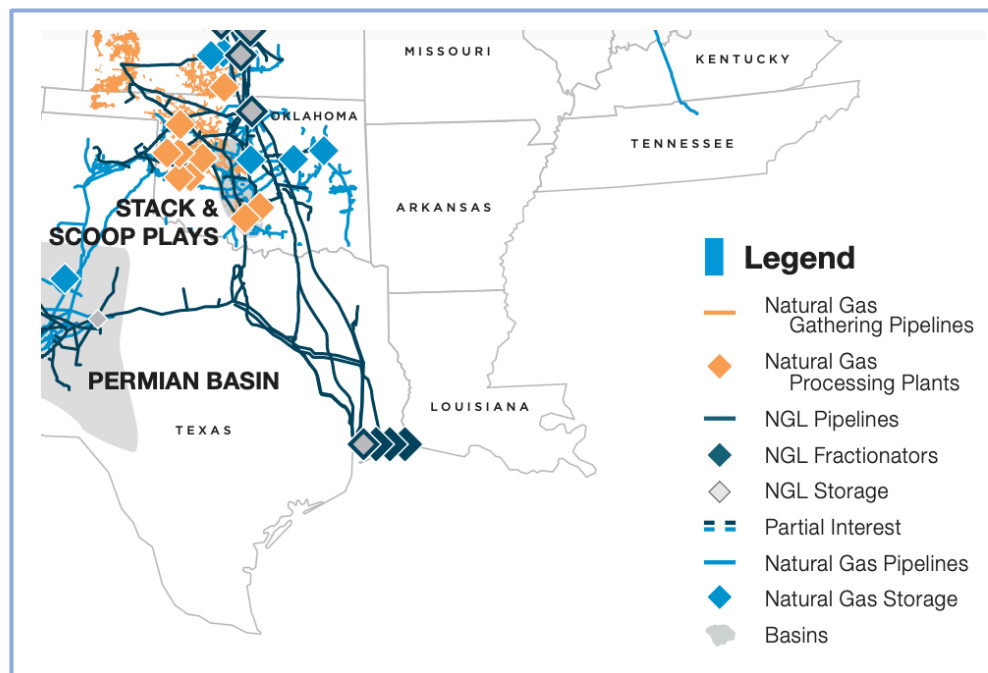 MISSOURI
KENTUCKY
OKLAHOMA
TENNESSEE
STACK &
SCOOP PLAYS
ARKANSAS
Legend
Natural Gas
Gathering Pipelines
Natural Gas
Processing Plants
PERMIAN BASIN
LOUISIANA
TEXAS
NGL Pipelines
NGL Fractionators
NGL Storage
Partial Interest
Natural Gas Pipelines
Natural Gas Storage
Basins